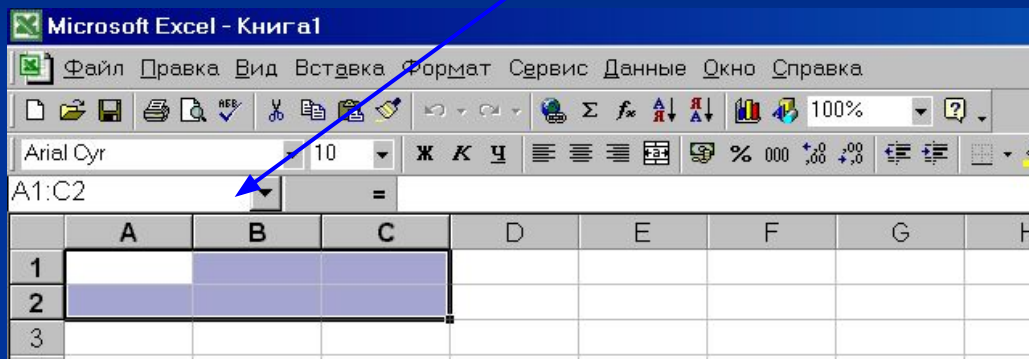 Microsoft Excel - Книга1
Файл Правка Вид Вставка Формат Сервис Данные Окно Справка
100%
Arial Cyr 10 Ж К Ч % 000
A1:C2 =
A B C D E F G H
1
2
3